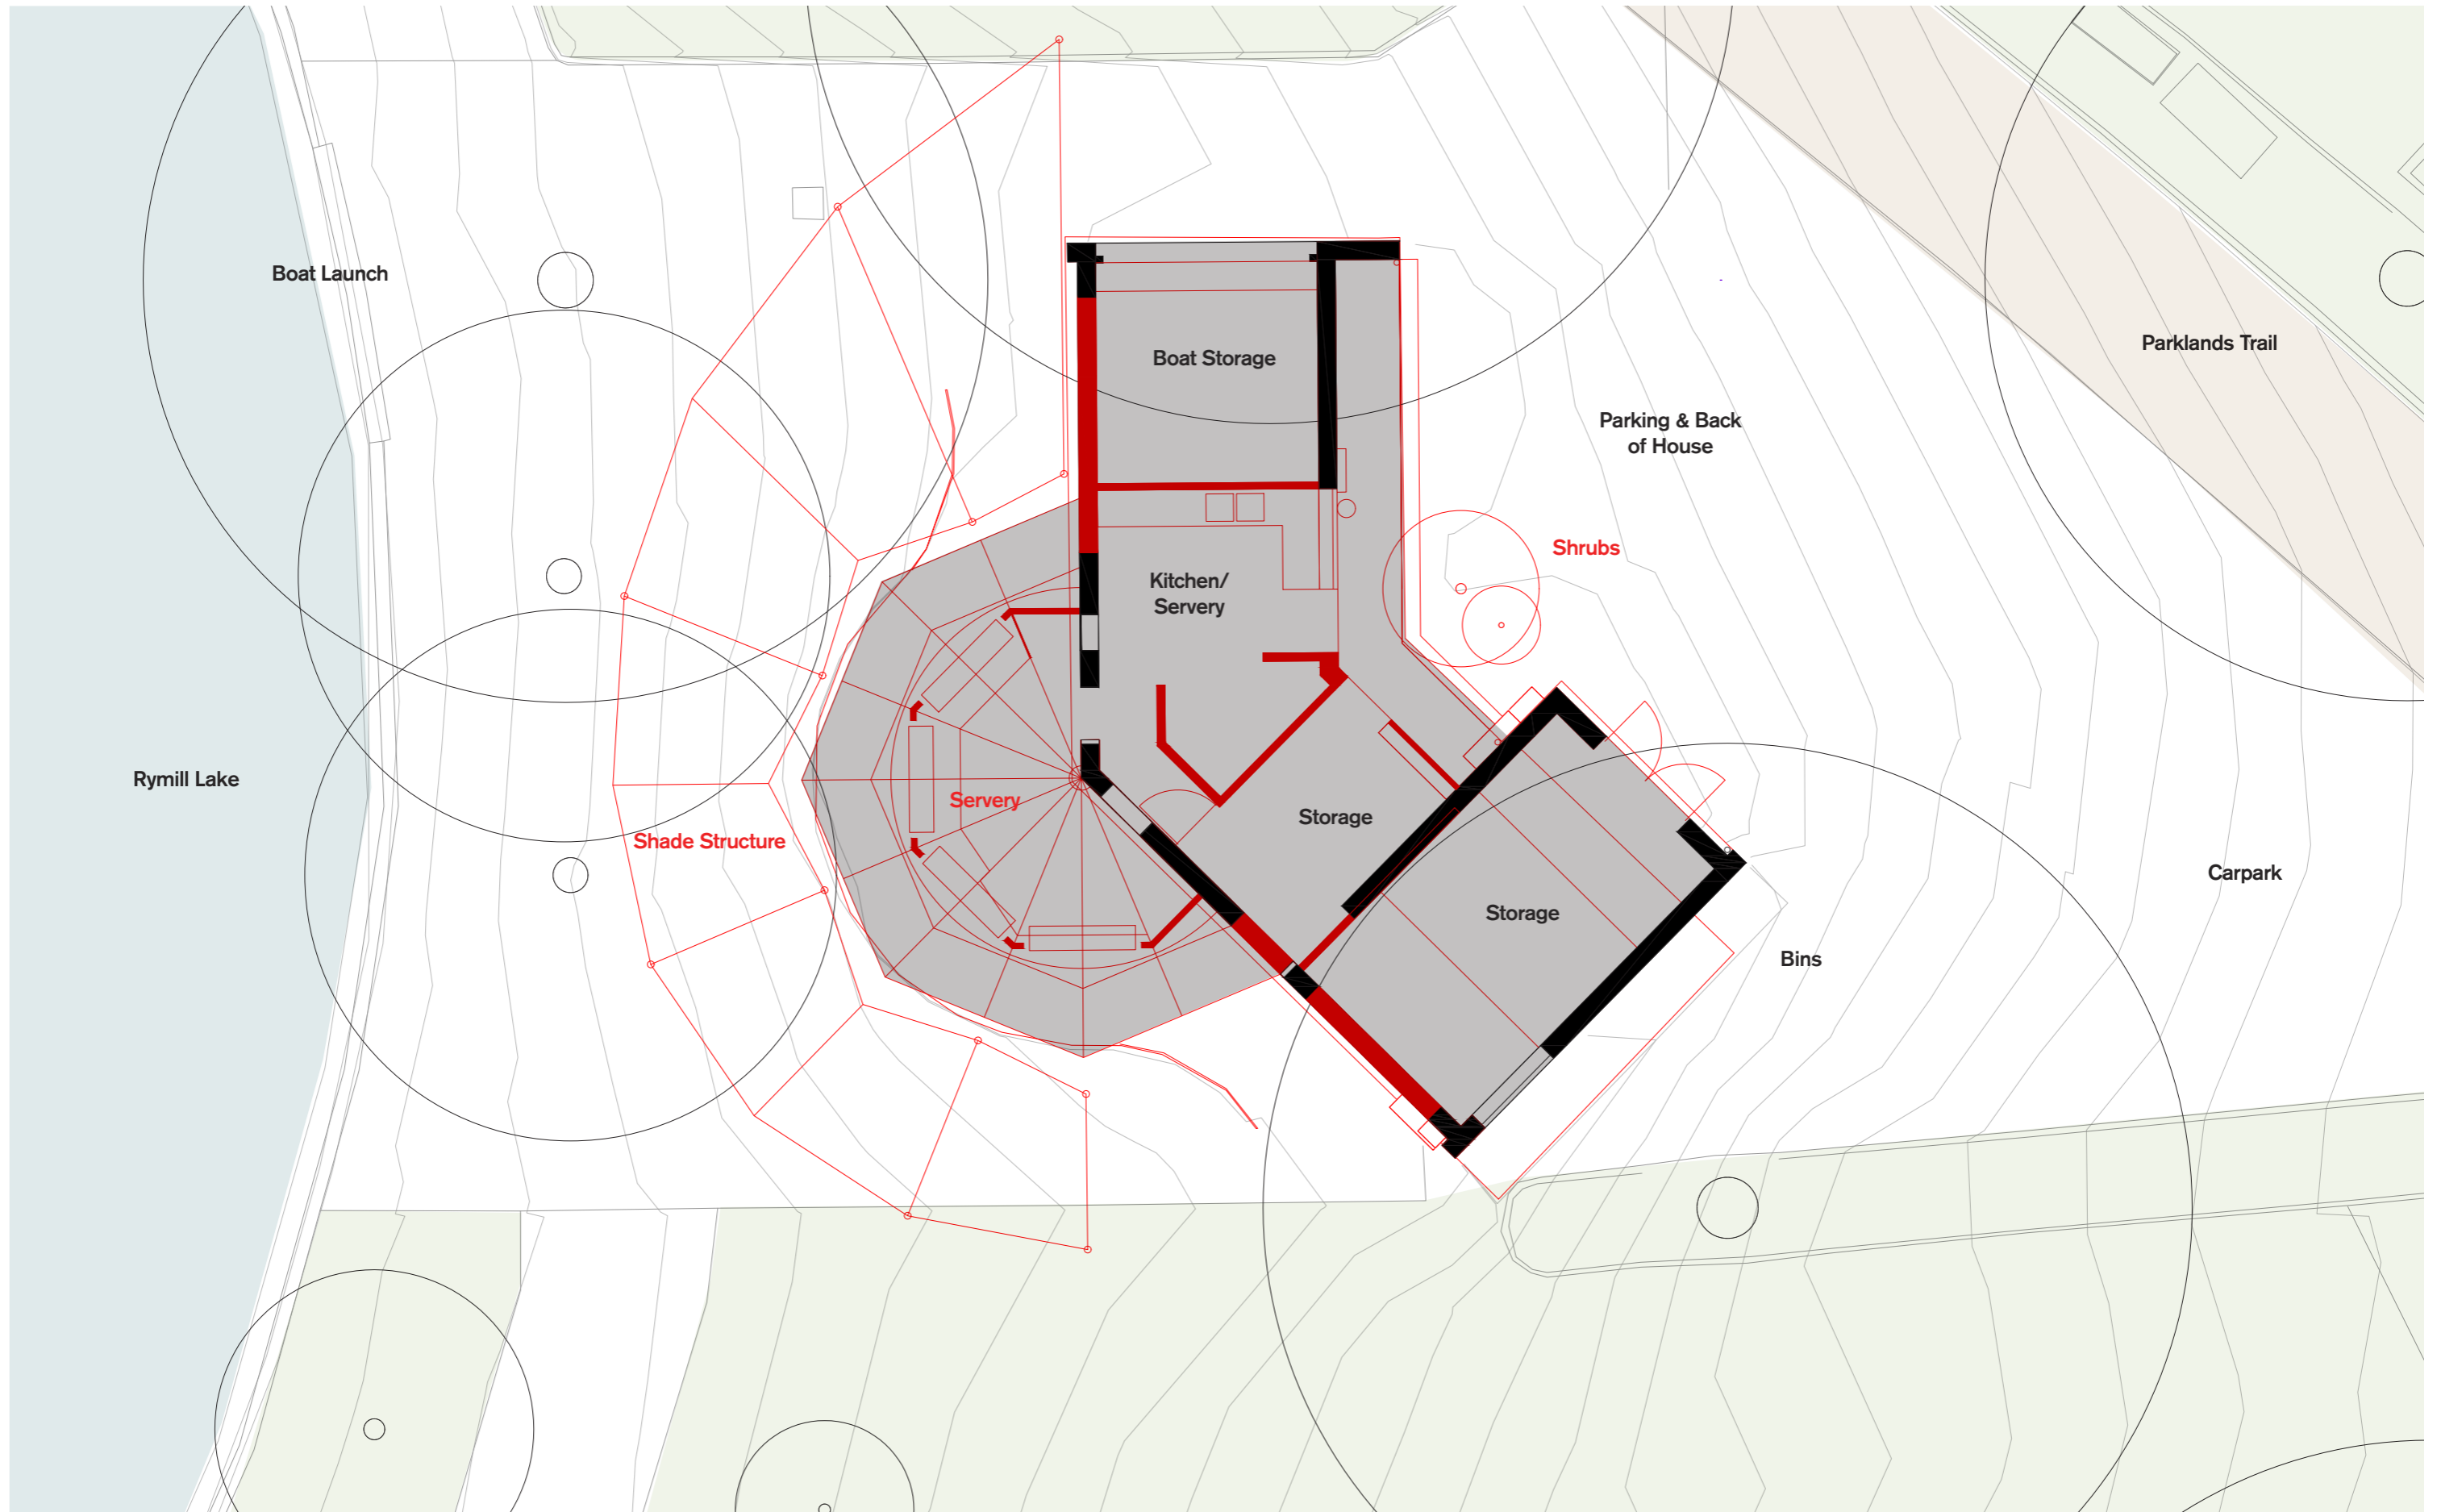 Boat Launch
Parklands Trail
Boat Storage
Parking & Back
of House
Shrubs
Kitchen/
Servery
Rymill Lake
Servery
Shade Structure
Storage
Carpark
Storage
Bins